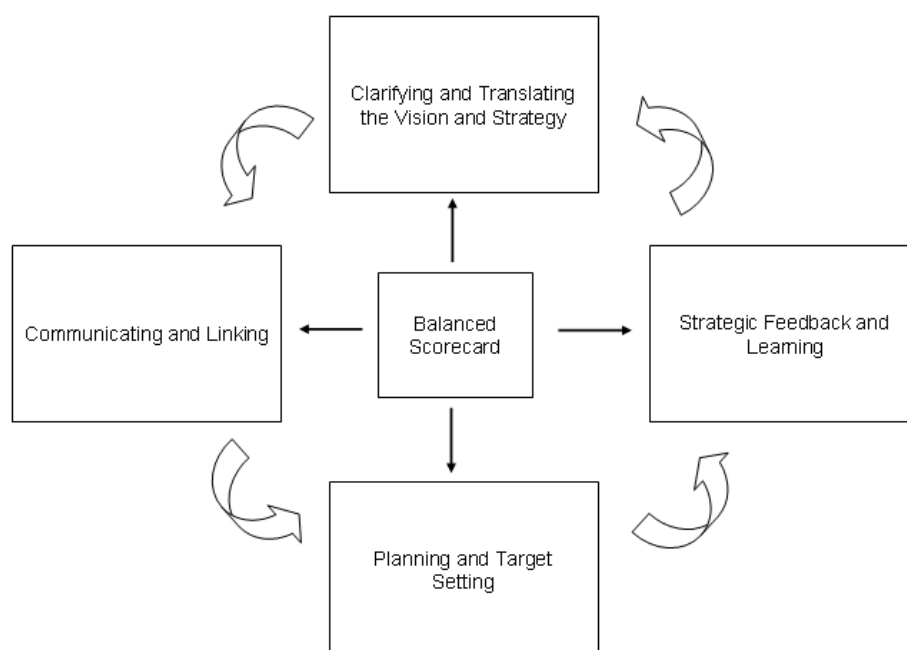 Clarifying and Translating
the Vision and Strategy
Communicating and Linking
Balanced
Scorecard
Strategic Feedback and
Learning
Planning and Target
Setting